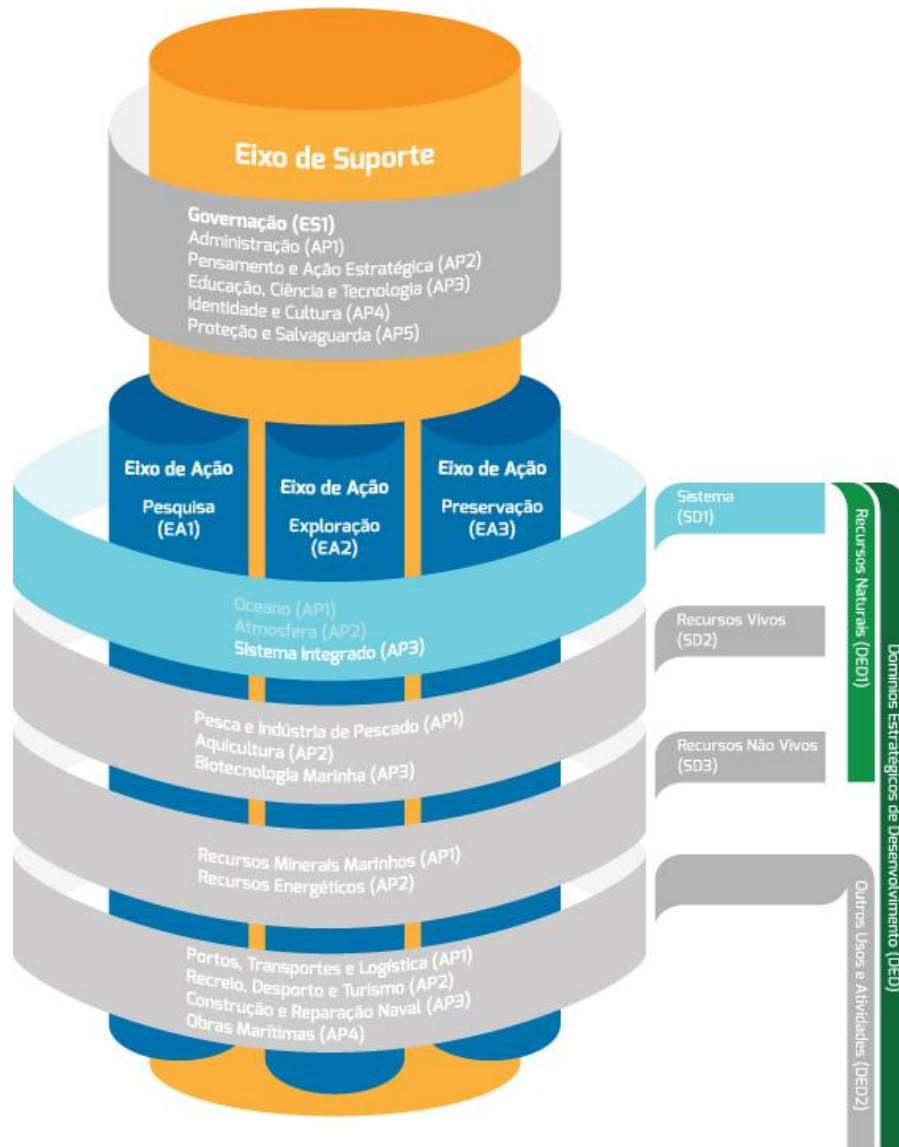 Eixo de Suporte
Governação (ES1)
Administração (AP1)
Pensamento e Ação Estratégica (AP2)
Educação, Ciência e Tecnologia (AP3)
Identidade e Cultura (AP4)
Proteção e Salvaguarda (AP5)
Eixo de Ação
Pesquisa
(EA1)
Eixo de Ação
Exploração
(EA2)
Eixo de Ação
Preservação
(EA3)
Oceano (AP1)
Atmosfera (AP2)
Sistema Integrado (AP3)
Sistema
(SD1)
Pesca e Indústria de Pescado (AP1)
Aquicultura (AP2)
Biotecnologia Marinha (AP3)
Recursos Vivos
(SD2)
Recursos Minerais Marinhos (AP1)
Recursos Energéticos (AP2)
Recursos Não Vivos
(SD3)
Portos, Transportes e Logística (AP1)
Recreio, Desporto e Turismo (AP2)
Construção e Reparação Naval (AP3)
Obras Marítimas (AP4)
Recursos Naturais (DED1)
Outros Usos e Atividades (DED2)
Domínios Estratégicos de Desenvolvimento (DED)